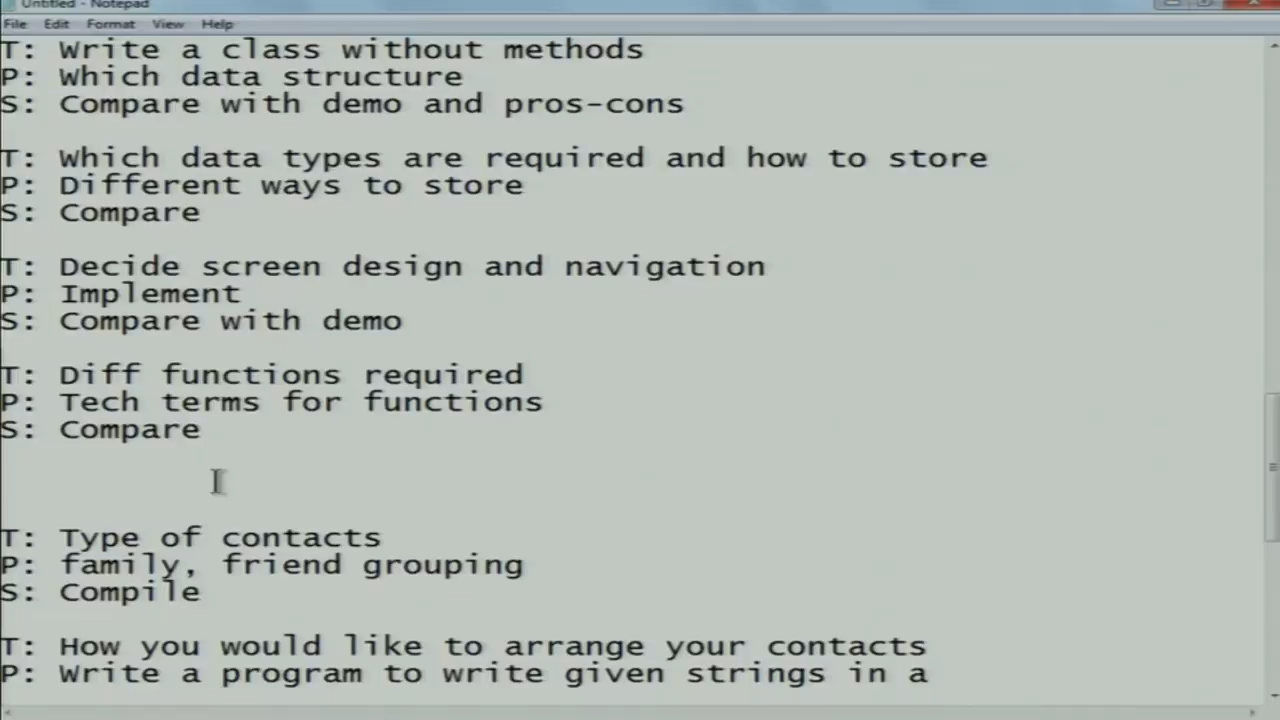 Untitled - Notepad
File Edit Format View Help
T: Write a class without methods
P: Which data structure
S: Compare with demo and pros-cons
T: Which data types are required and how to store
P: Different ways to store
S: Compare
T: Decide screen design and navigation
P: Implement
S: Compare with demo
T: Diff functions required
P: Tech terms for functions
S: Compare
T: Type of contacts
P: family, friend grouping
S: Compile
T: How you would like to arrange your contacts
P: Write a program to write given strings in a